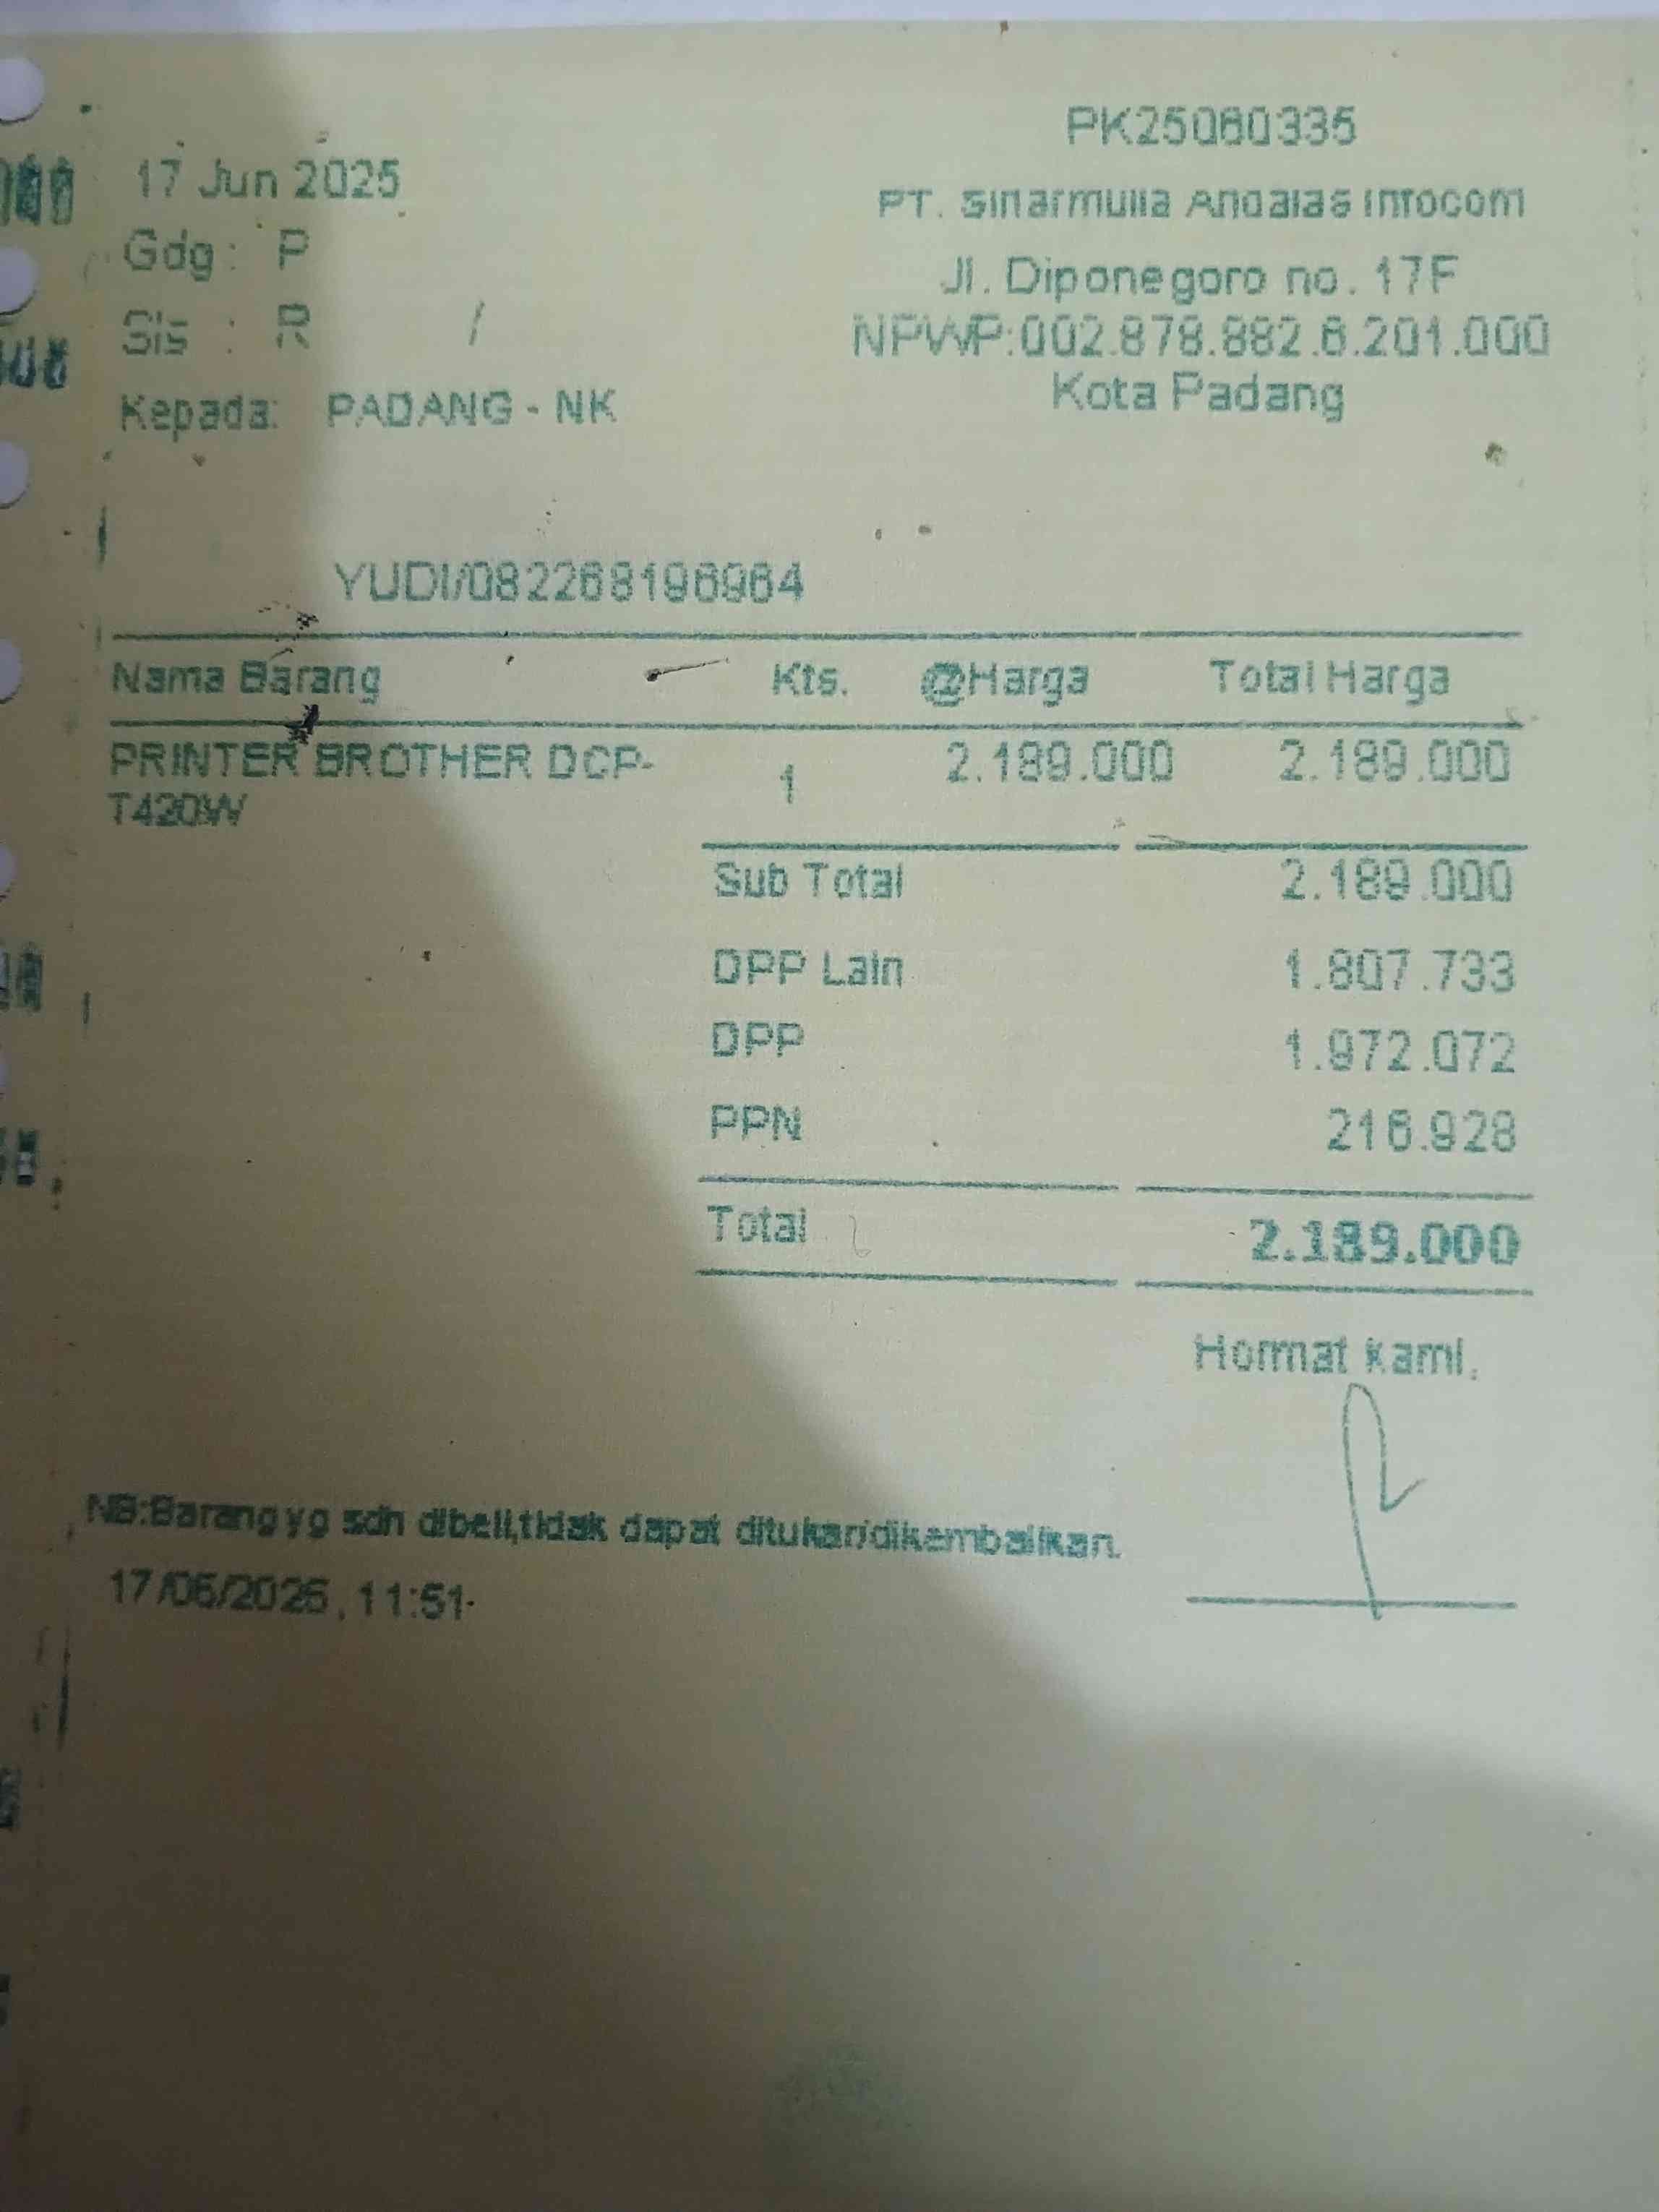 PK25060335
17 Jun 2025
PT. Sinarmulia Andalas Infocom
Gdg : P
Jl. Diponegoro no. 17F
Sls : R /
NPWP:002.878.882.6.201.000
Kepada: PADANG - NK
Kota Padang
YUDI/082268196964
Nama Barang Kts. @Harga Total Harga
PRINTER BROTHER DCP- 1 2.189.000 2.189.000
T420W
Sub Total 2.189.000
DPP Lain 1.807.733
DPP 1.972.072
PPN 216.928
Total 2.189.000
Hormat kami,
NB:Barang yg sdh dibeli,tidak dapat ditukar/dikembalikan.
17/06/2025, 11:51